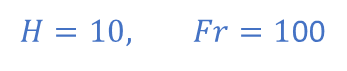 H = 10, Fr = 100